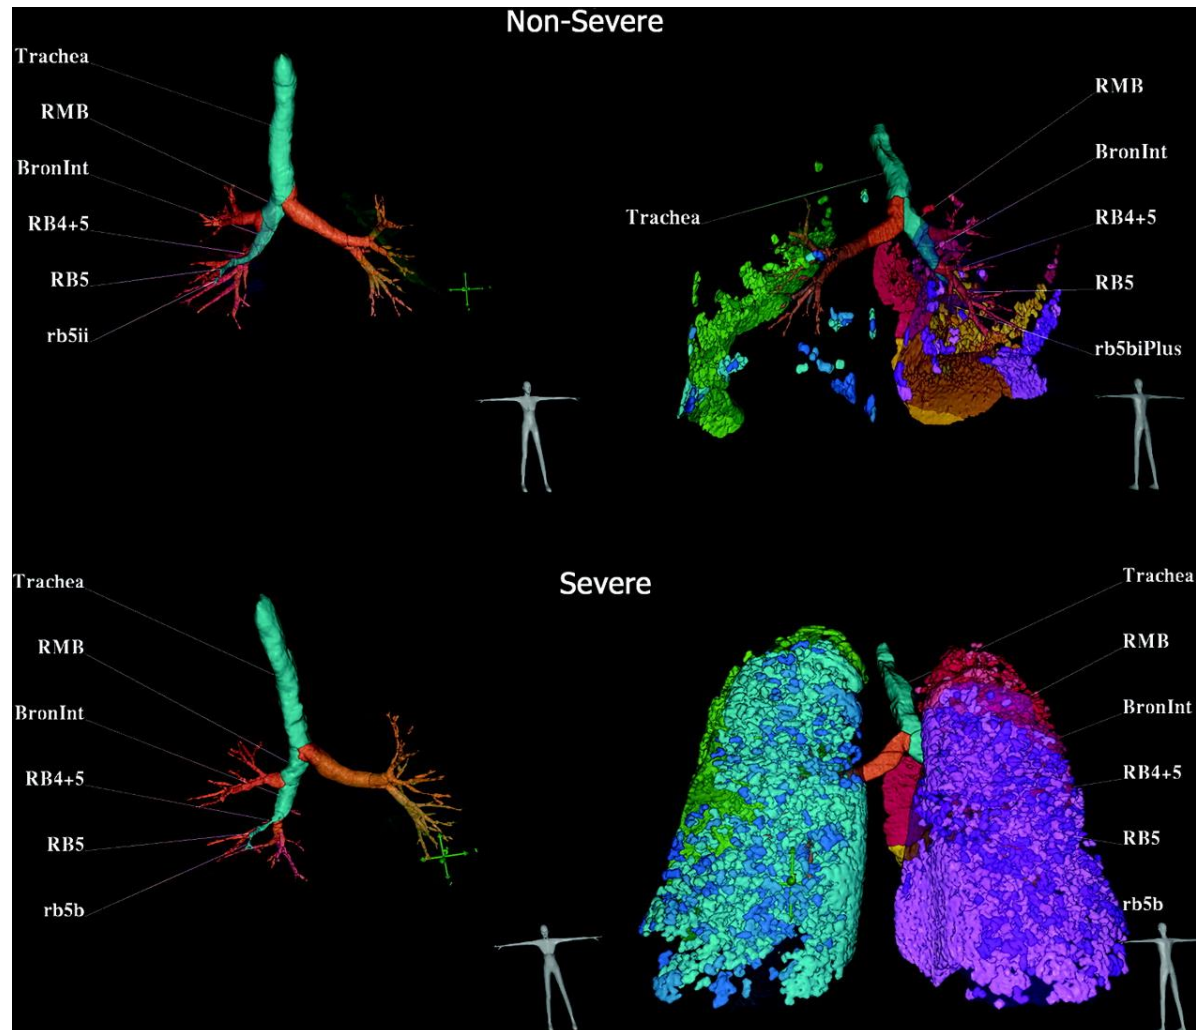 Non-Severe
Trachea
RMB
BronInt
RB4+5
RB5
rb5ii
RMB
BronInt
Trachea
RB4+5
RB5
rb5biPlus
Severe
Trachea
RMB
BronInt
RB4+5
RB5
rb5b
Trachea
RMB
BronInt
RB4+5
RB5
rb5b